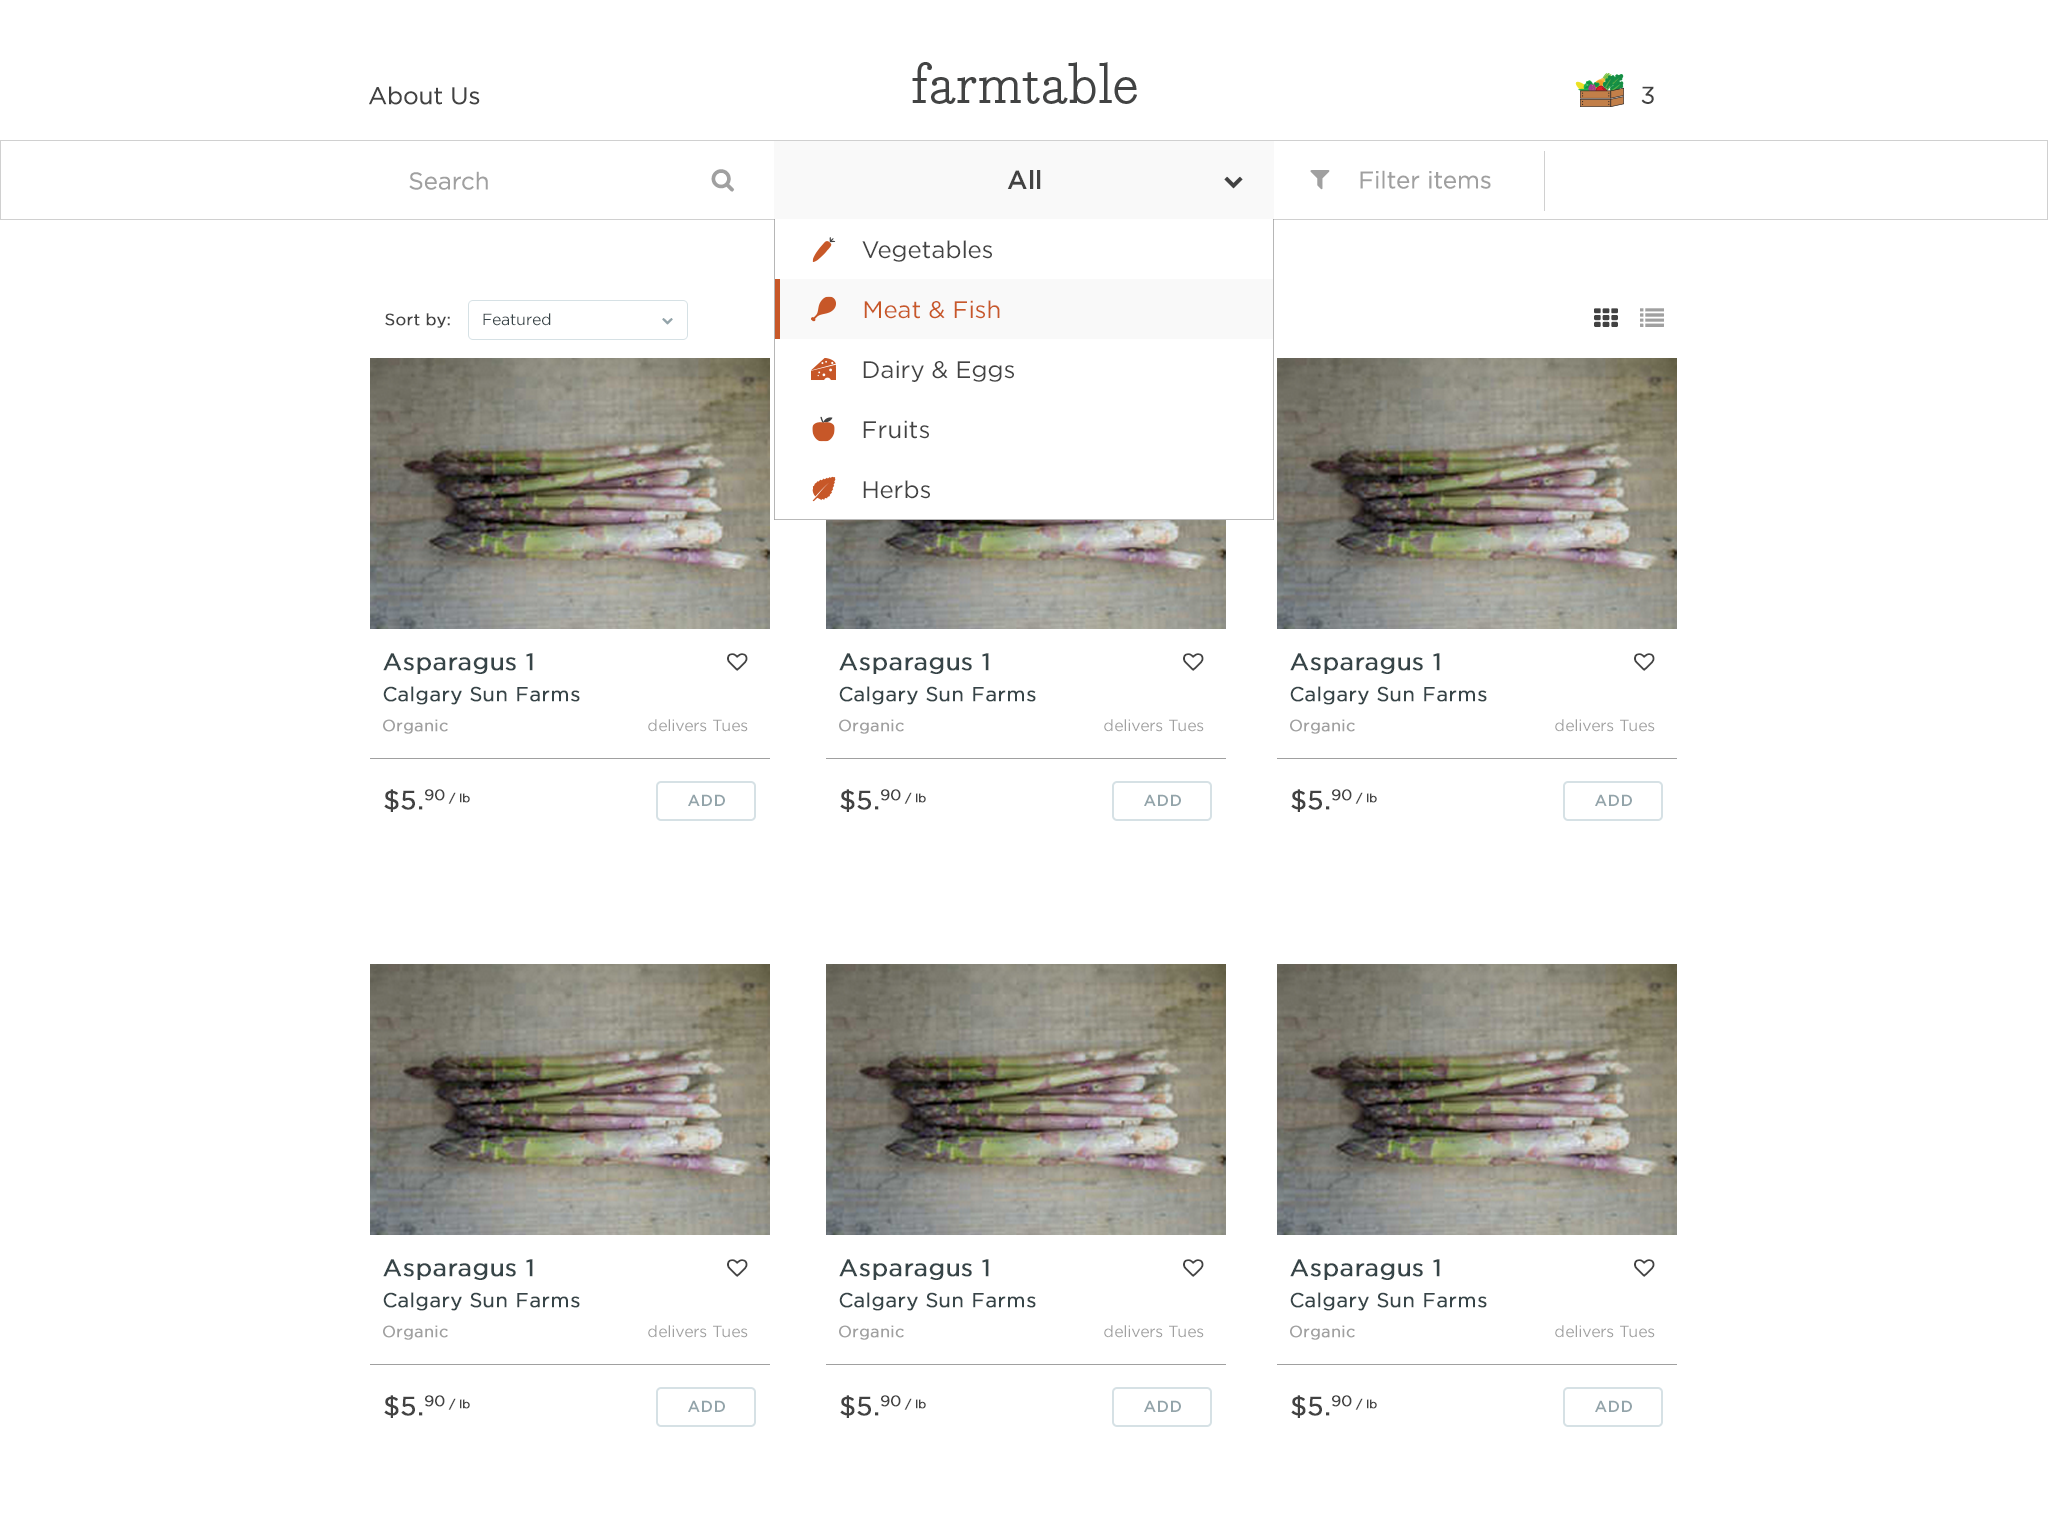 About Us
farmtable
3
Search
All
Filter items
Vegetables
Meat & Fish
Dairy & Eggs
Fruits
Herbs
Sort by:
Featured
Asparagus 1
Calgary Sun Farms
Organic
delivers Tues
$5.90 / lb
ADD
Asparagus 1
Calgary Sun Farms
Organic
delivers Tues
$5.90 / lb
ADD
Asparagus 1
Calgary Sun Farms
Organic
delivers Tues
$5.90 / lb
ADD
Asparagus 1
Calgary Sun Farms
Organic
delivers Tues
$5.90 / lb
ADD
Asparagus 1
Calgary Sun Farms
Organic
delivers Tues
$5.90 / lb
ADD
Asparagus 1
Calgary Sun Farms
Organic
delivers Tues
$5.90 / lb
ADD